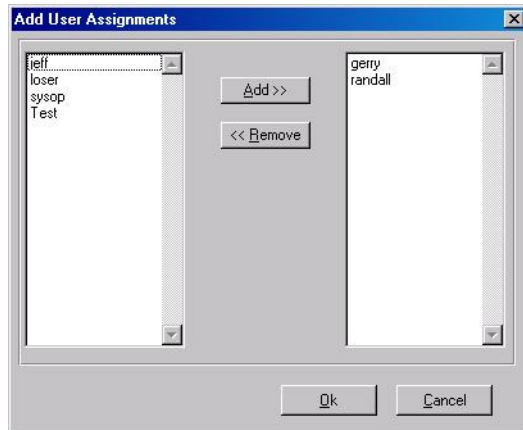 Add User Assignments
jeff
loser
sysop
Test
Add >>
<< Remove
gerry
randall
Ok
Cancel